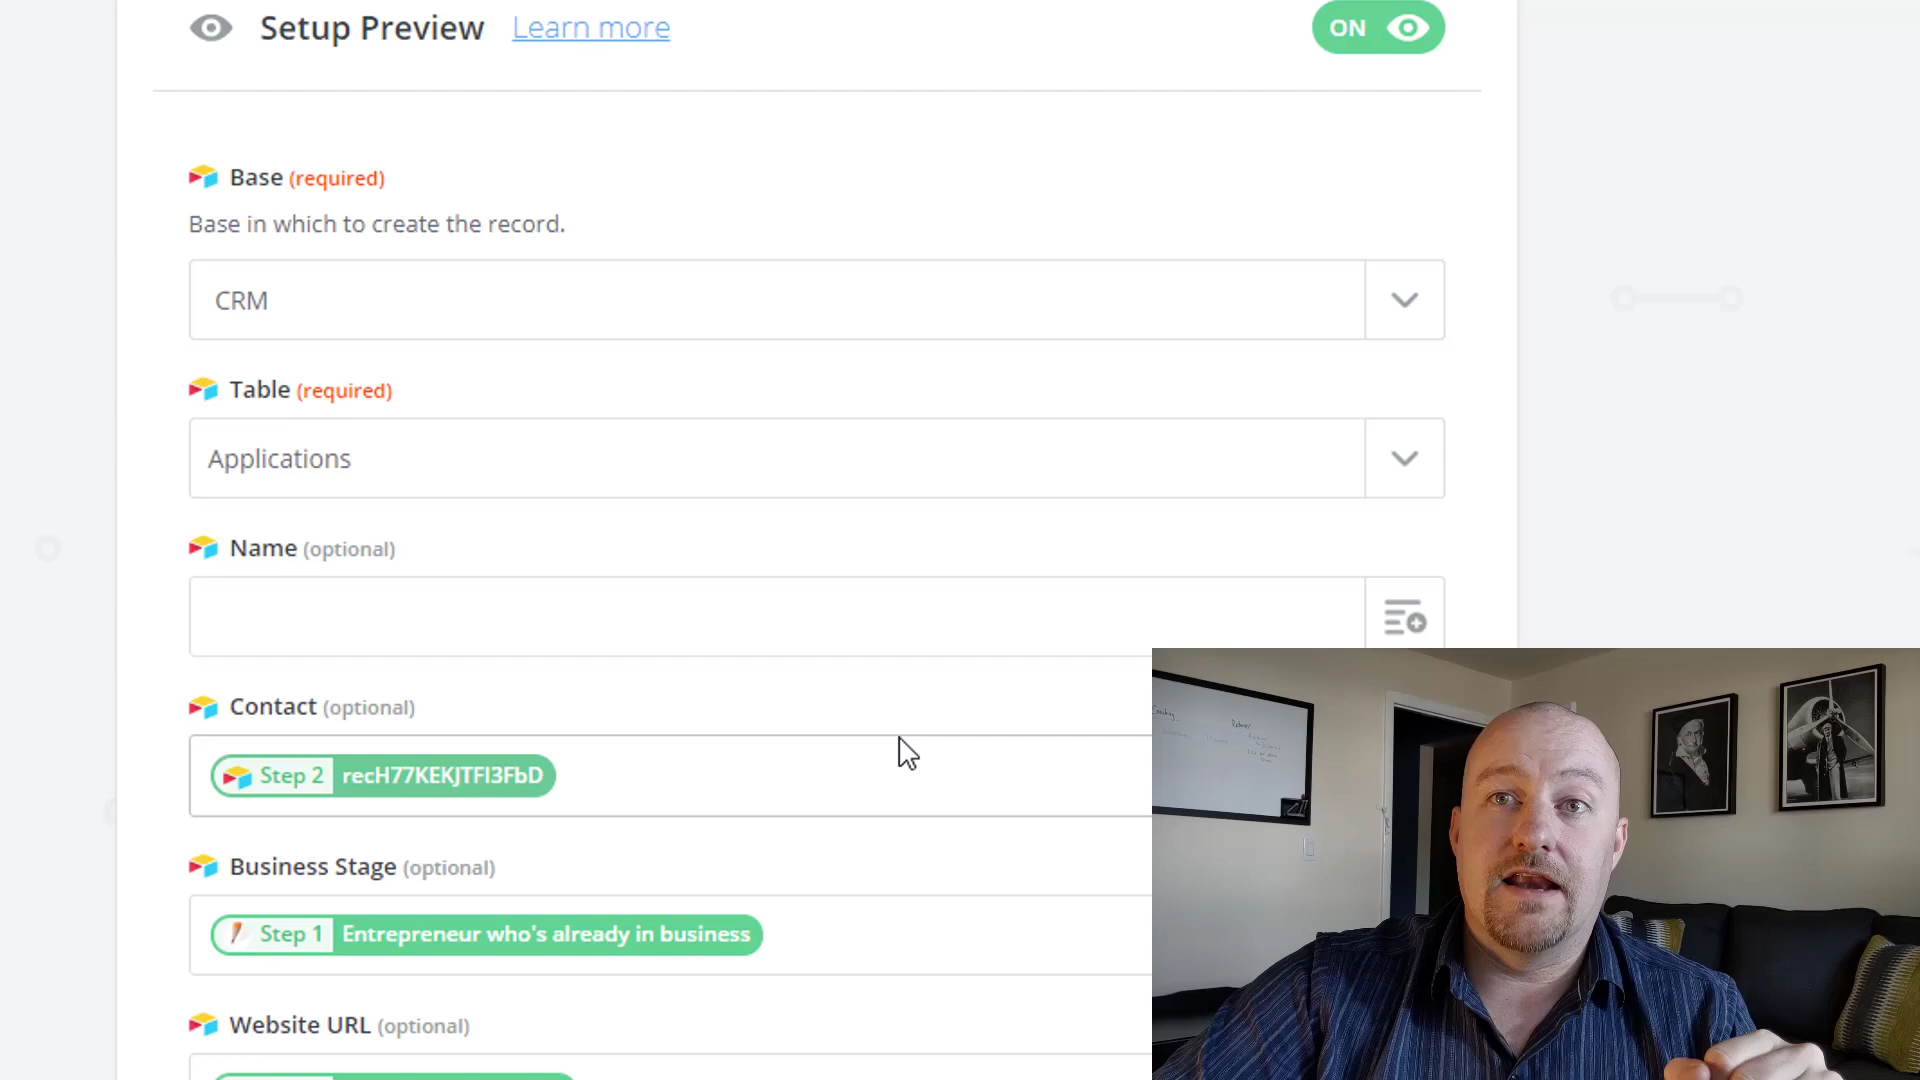 Setup Preview Learn more ON
Base (required)
Base in which to create the record.
CRM
Table (required)
Applications
Name (optional)
Contact (optional)
Step 2 recH77KEKJTFI3FbD
Business Stage (optional)
Step 1 Entrepreneur who's already in business
Website URL (optional)